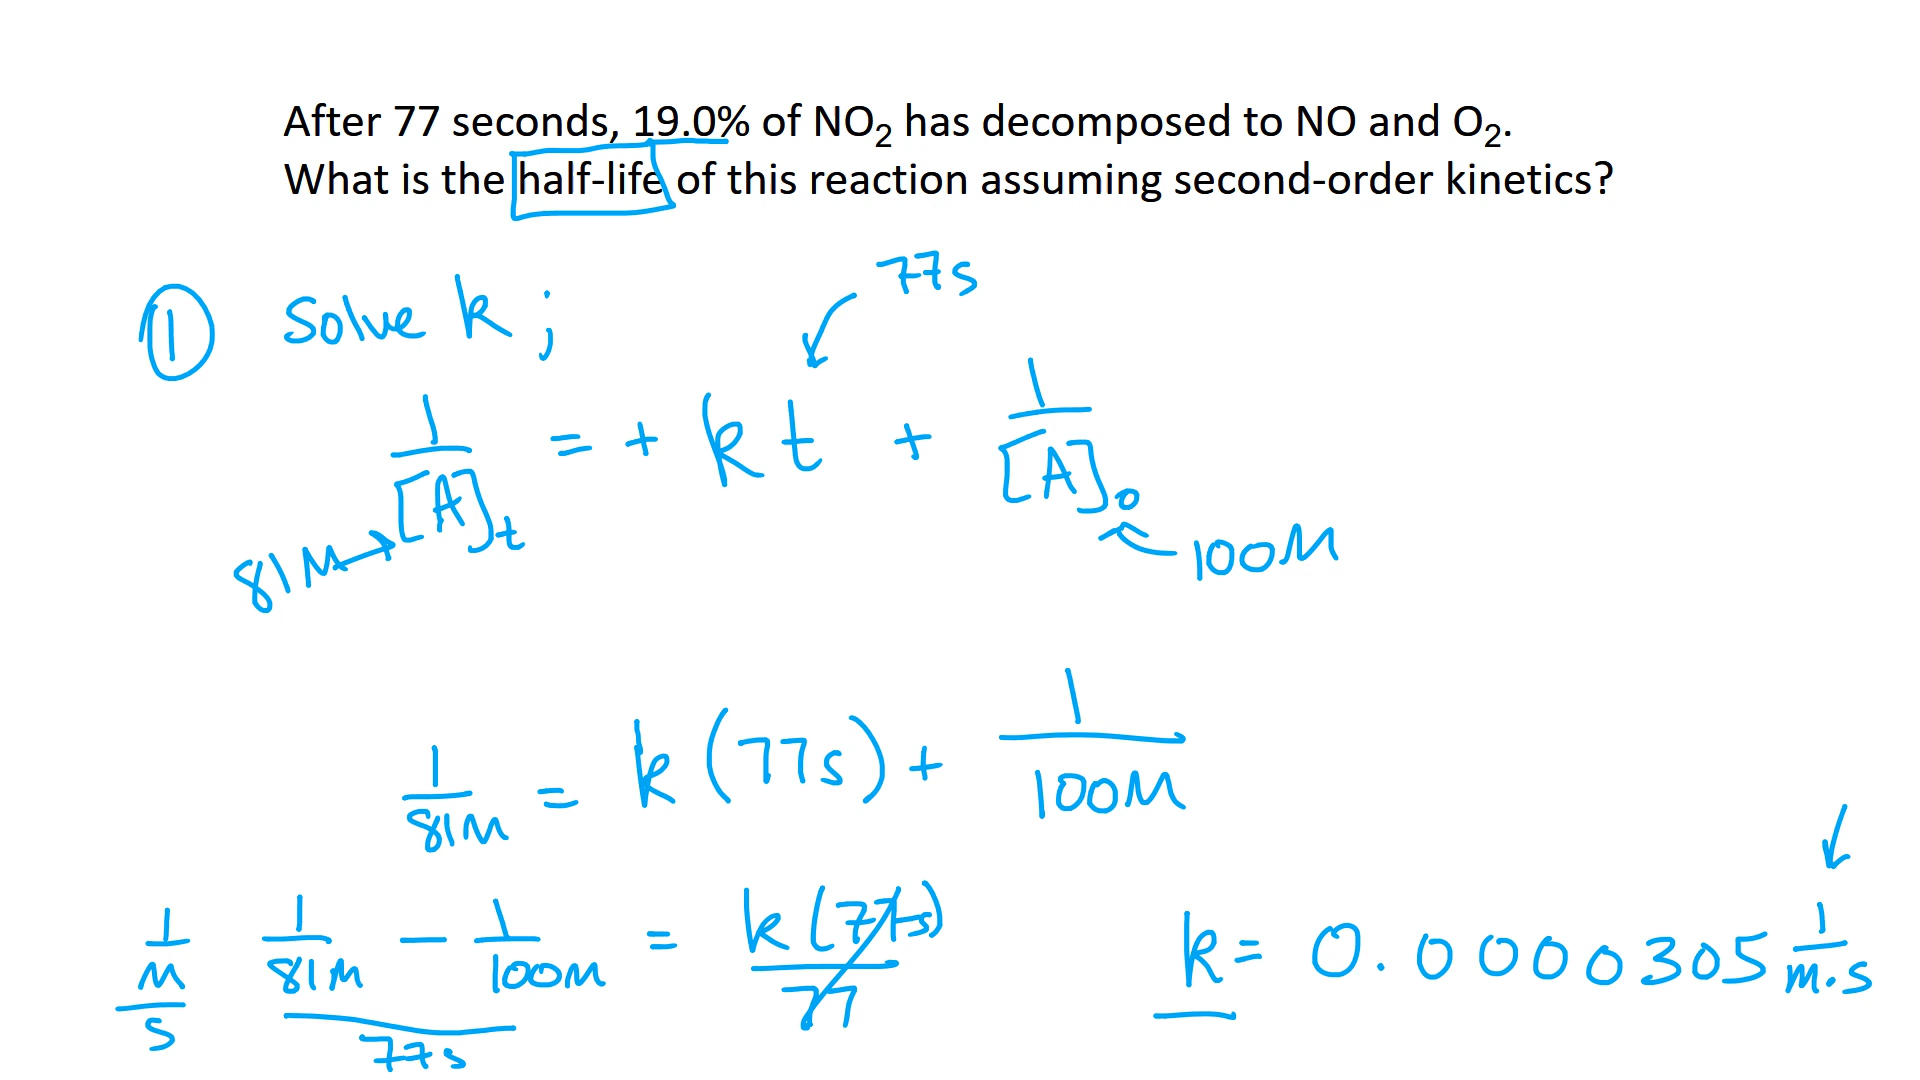 After 77 seconds, 19.0% of NO₂ has decomposed to NO and O₂.
What is the half-life of this reaction assuming second-order kinetics?
① Solve k ;
77s
1/[A]t = + k t + 1/[A]₀
81M
100M
1/81M = k (77s) + 1/100M
1/M/s
(1/81M − 1/100M)/77s = k (77s)/77
k = 0.0000305 1/M·s